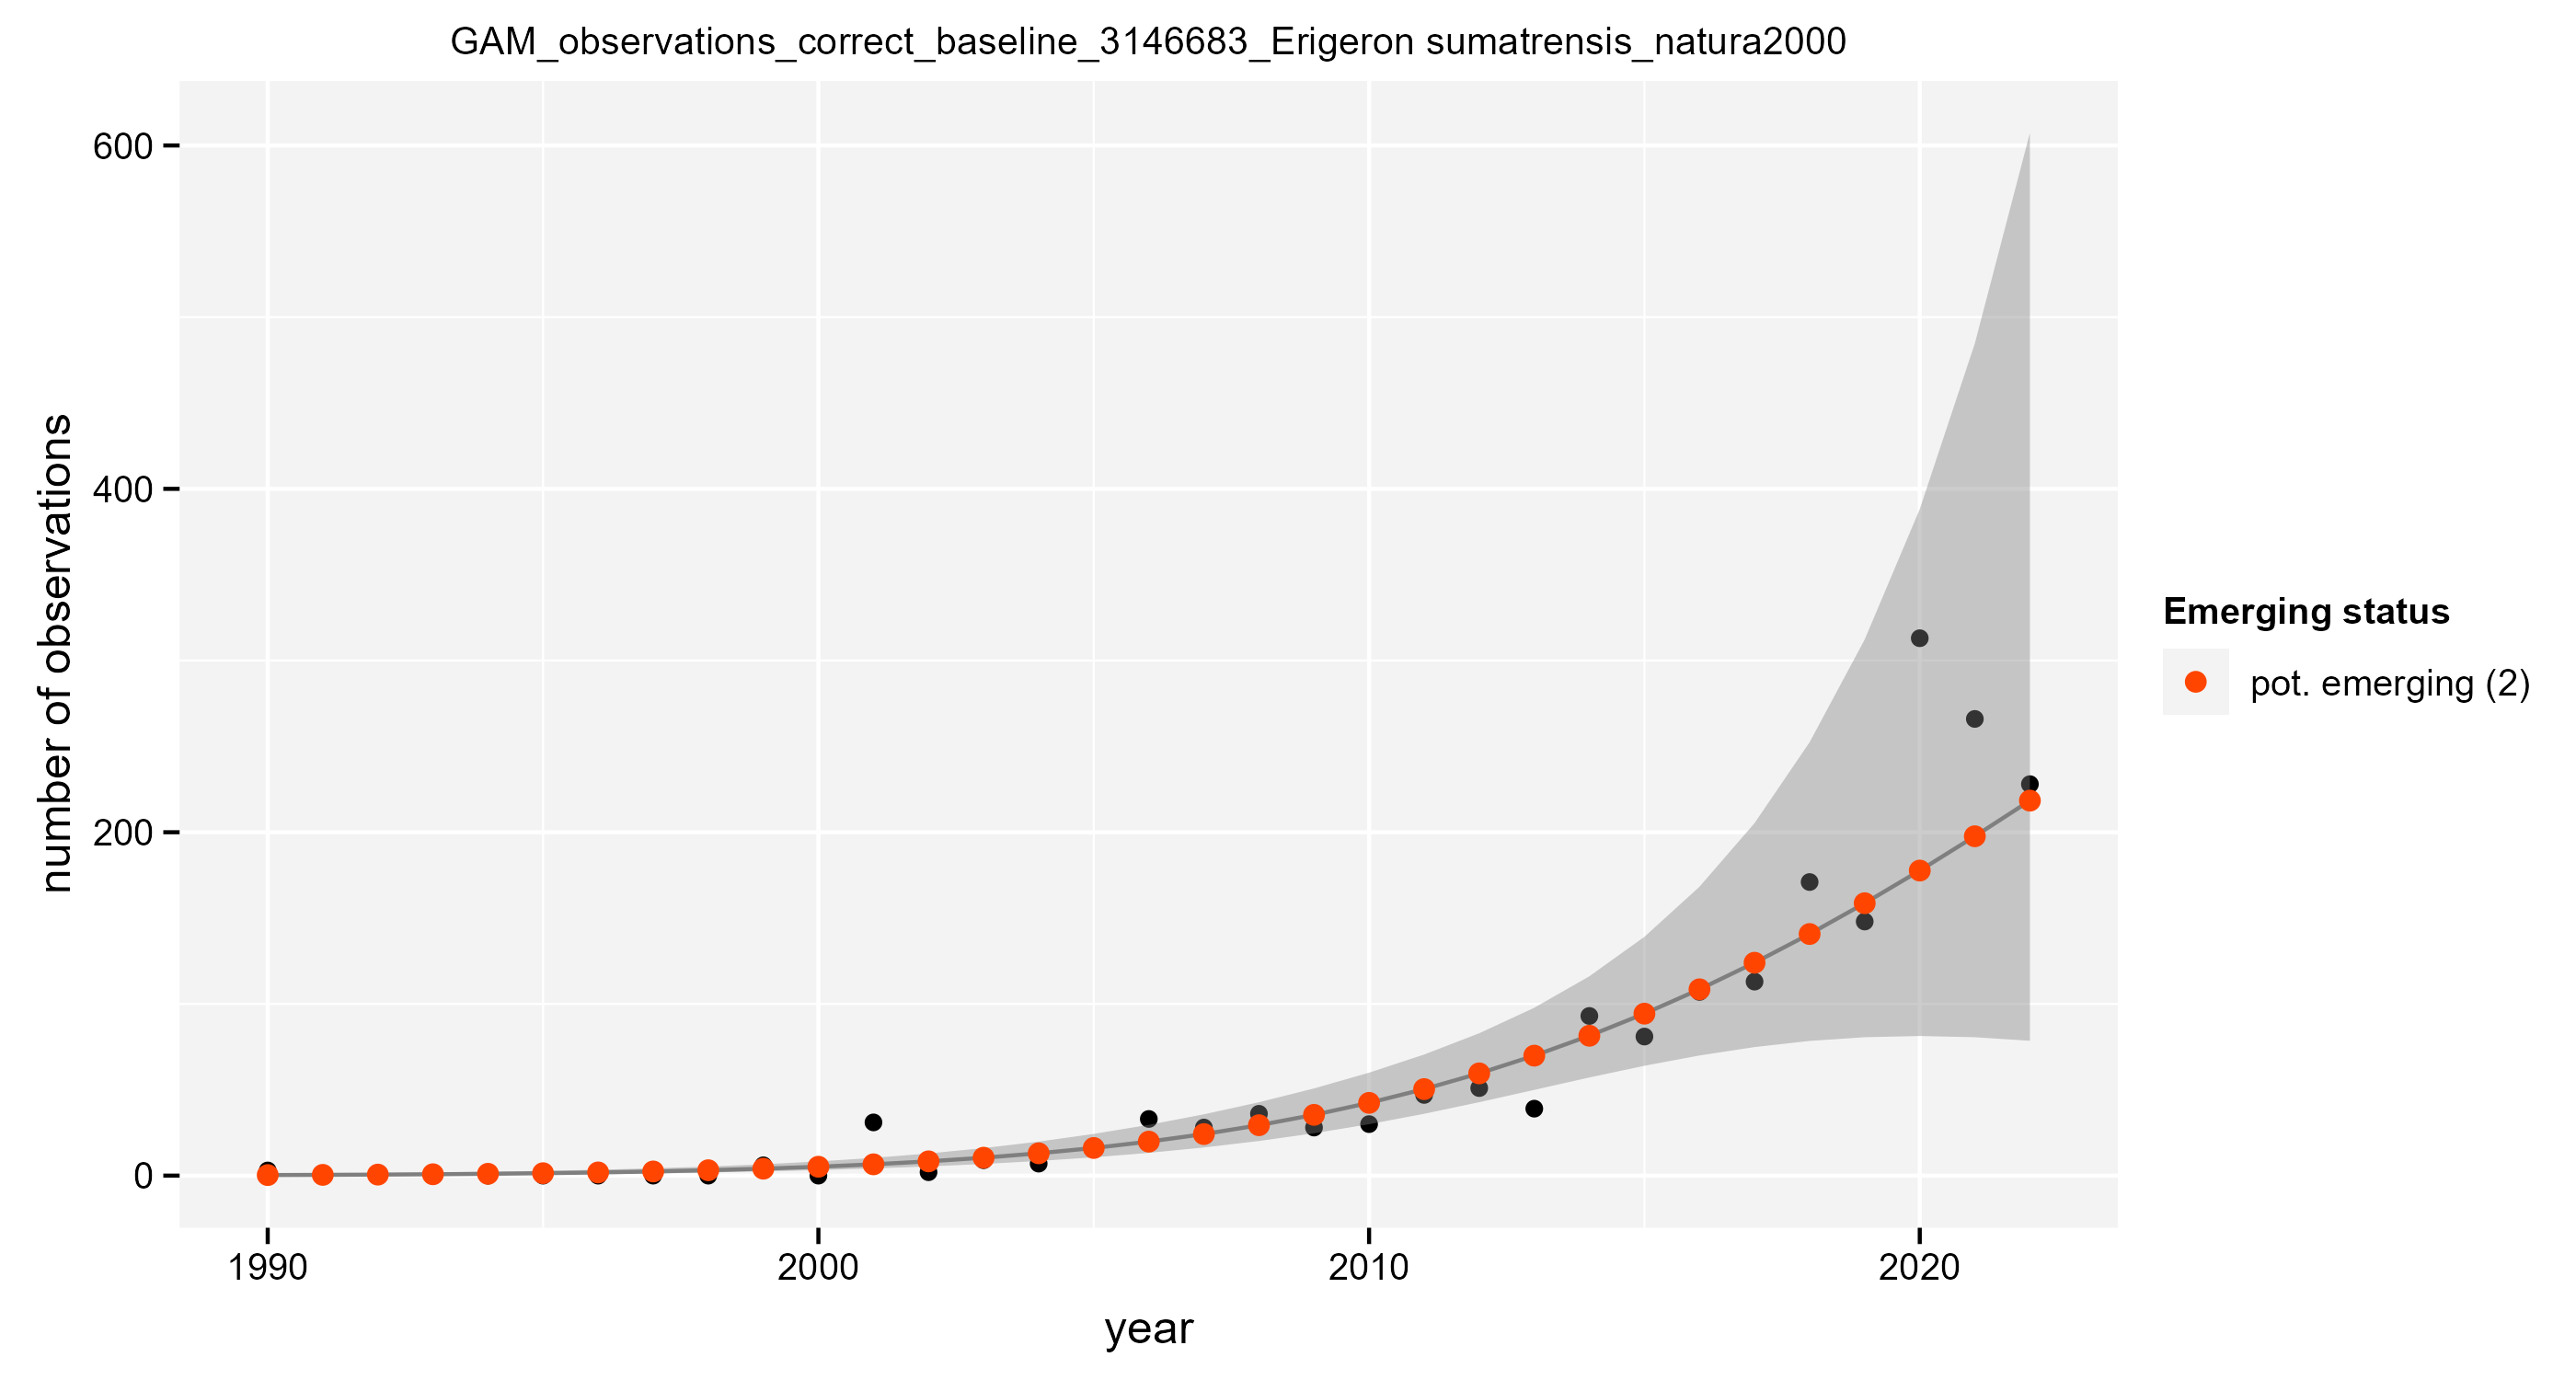 GAM_observations_correct_baseline_3146683_Erigeron sumatrensis_natura2000
number of observations
600
400
200
0
1990
2000
2010
2020
year
Emerging status
pot. emerging (2)